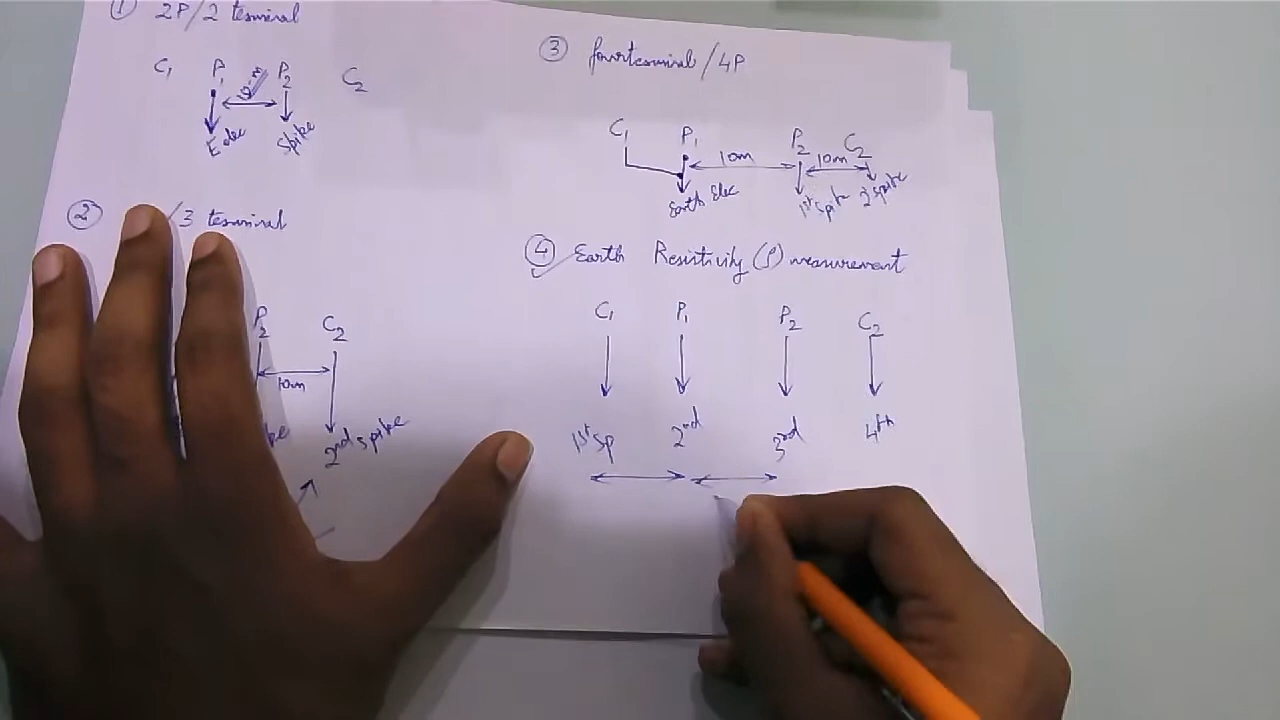 ① 2P/2 terminal
C₁ P₁ P₂ C₂
E elec Spike
② /3 terminal
P₂ C₂
10m
2nd spike
③ fourterminal/4P
C₁ P₁ P₂ C₂
10m 10m
Earth Elec 1st spike 2nd spike
④ Earth Resistivity (ρ) measurement
C₁ P₁ P₂ C₂
1st Sp 2nd 3rd 4th